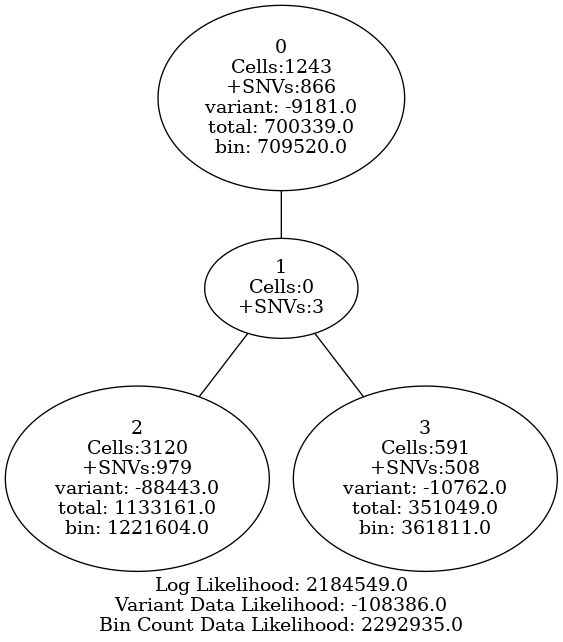 0
Cells:1243
+SNVs:866
variant: -9181.0
total: 700339.0
bin: 709520.0
1
Cells:0
+SNVs:3
2
Cells:3120
+SNVs:979
variant: -88443.0
total: 1133161.0
bin: 1221604.0
3
Cells:591
+SNVs:508
variant: -10762.0
total: 351049.0
bin: 361811.0
Log Likelihood: 2184549.0
Variant Data Likelihood: -108386.0
Bin Count Data Likelihood: 2292935.0